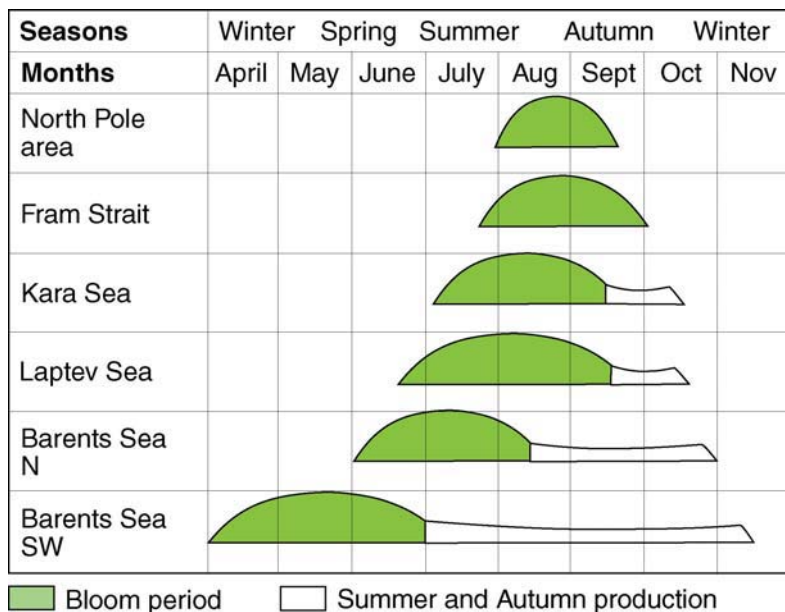 Seasons Winter Spring Summer Autumn Winter
Months April May June July Aug Sept Oct Nov
North Pole
area
Fram Strait
Kara Sea
Laptev Sea
Barents Sea
N
Barents Sea
SW
Bloom period Summer and Autumn production